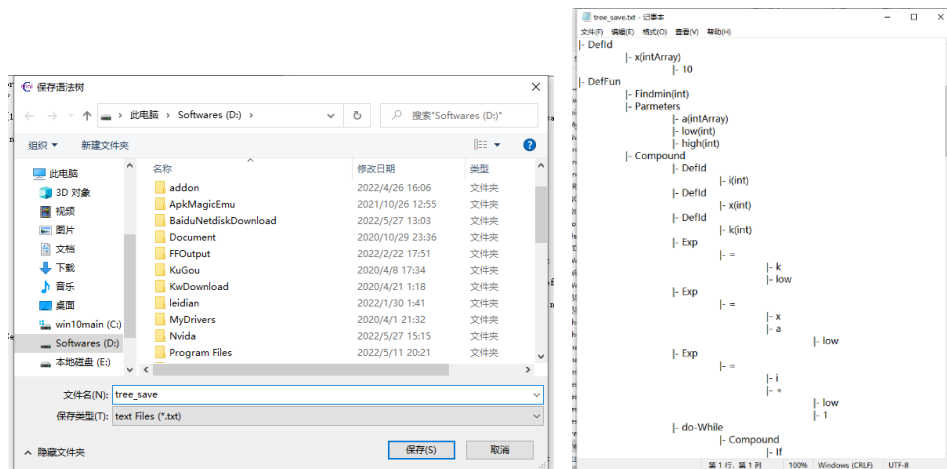 保存语法树
此电脑 > Softwares (D:) >
搜索"Softwares (D:)"
组织 新建文件夹
此电脑
3D 对象
视频
图片
文档
下载
音乐
桌面
win10main (C:)
Softwares (D:)
本地磁盘 (E:)
名称 修改日期 类型
addon 2022/4/26 16:06 文件夹
ApkMagicEmu 2021/10/26 12:55 文件夹
BaiduNetdiskDownload 2022/5/27 13:03 文件夹
Document 2020/10/29 23:36 文件夹
FFOutput 2022/2/22 17:51 文件夹
KuGou 2020/4/8 17:34 文件夹
KwDownload 2020/4/21 1:18 文件夹
leidian 2022/1/30 1:41 文件夹
MyDrivers 2020/4/1 21:32 文件夹
Nvida 2022/5/27 15:15 文件夹
Program Files 2022/5/11 20:21 文件夹
文件名(N): tree_save
保存类型(T): text Files (*.txt)
隐藏文件夹 保存(S) 取消
tree_save.txt - 记事本
文件(F) 编辑(E) 格式(O) 查看(V) 帮助(H)
|- DefId
|- x(intArray)
|- 10
|- DefFun
|- Findmin(int)
|- Parmeters
|- a(intArray)
|- low(int)
|- high(int)
|- Compound
|- DefId
|- i(int)
|- DefId
|- x(int)
|- DefId
|- k(int)
|- Exp
|- =
|- k
|- low
|- Exp
|- =
|- x
|- a
|- low
|- Exp
|- =
|- i
|- +
|- low
|- 1
|- do-While
|- Compound
|- If
第 1 行, 第 1 列 100% Windows (CRLF) UTF-8